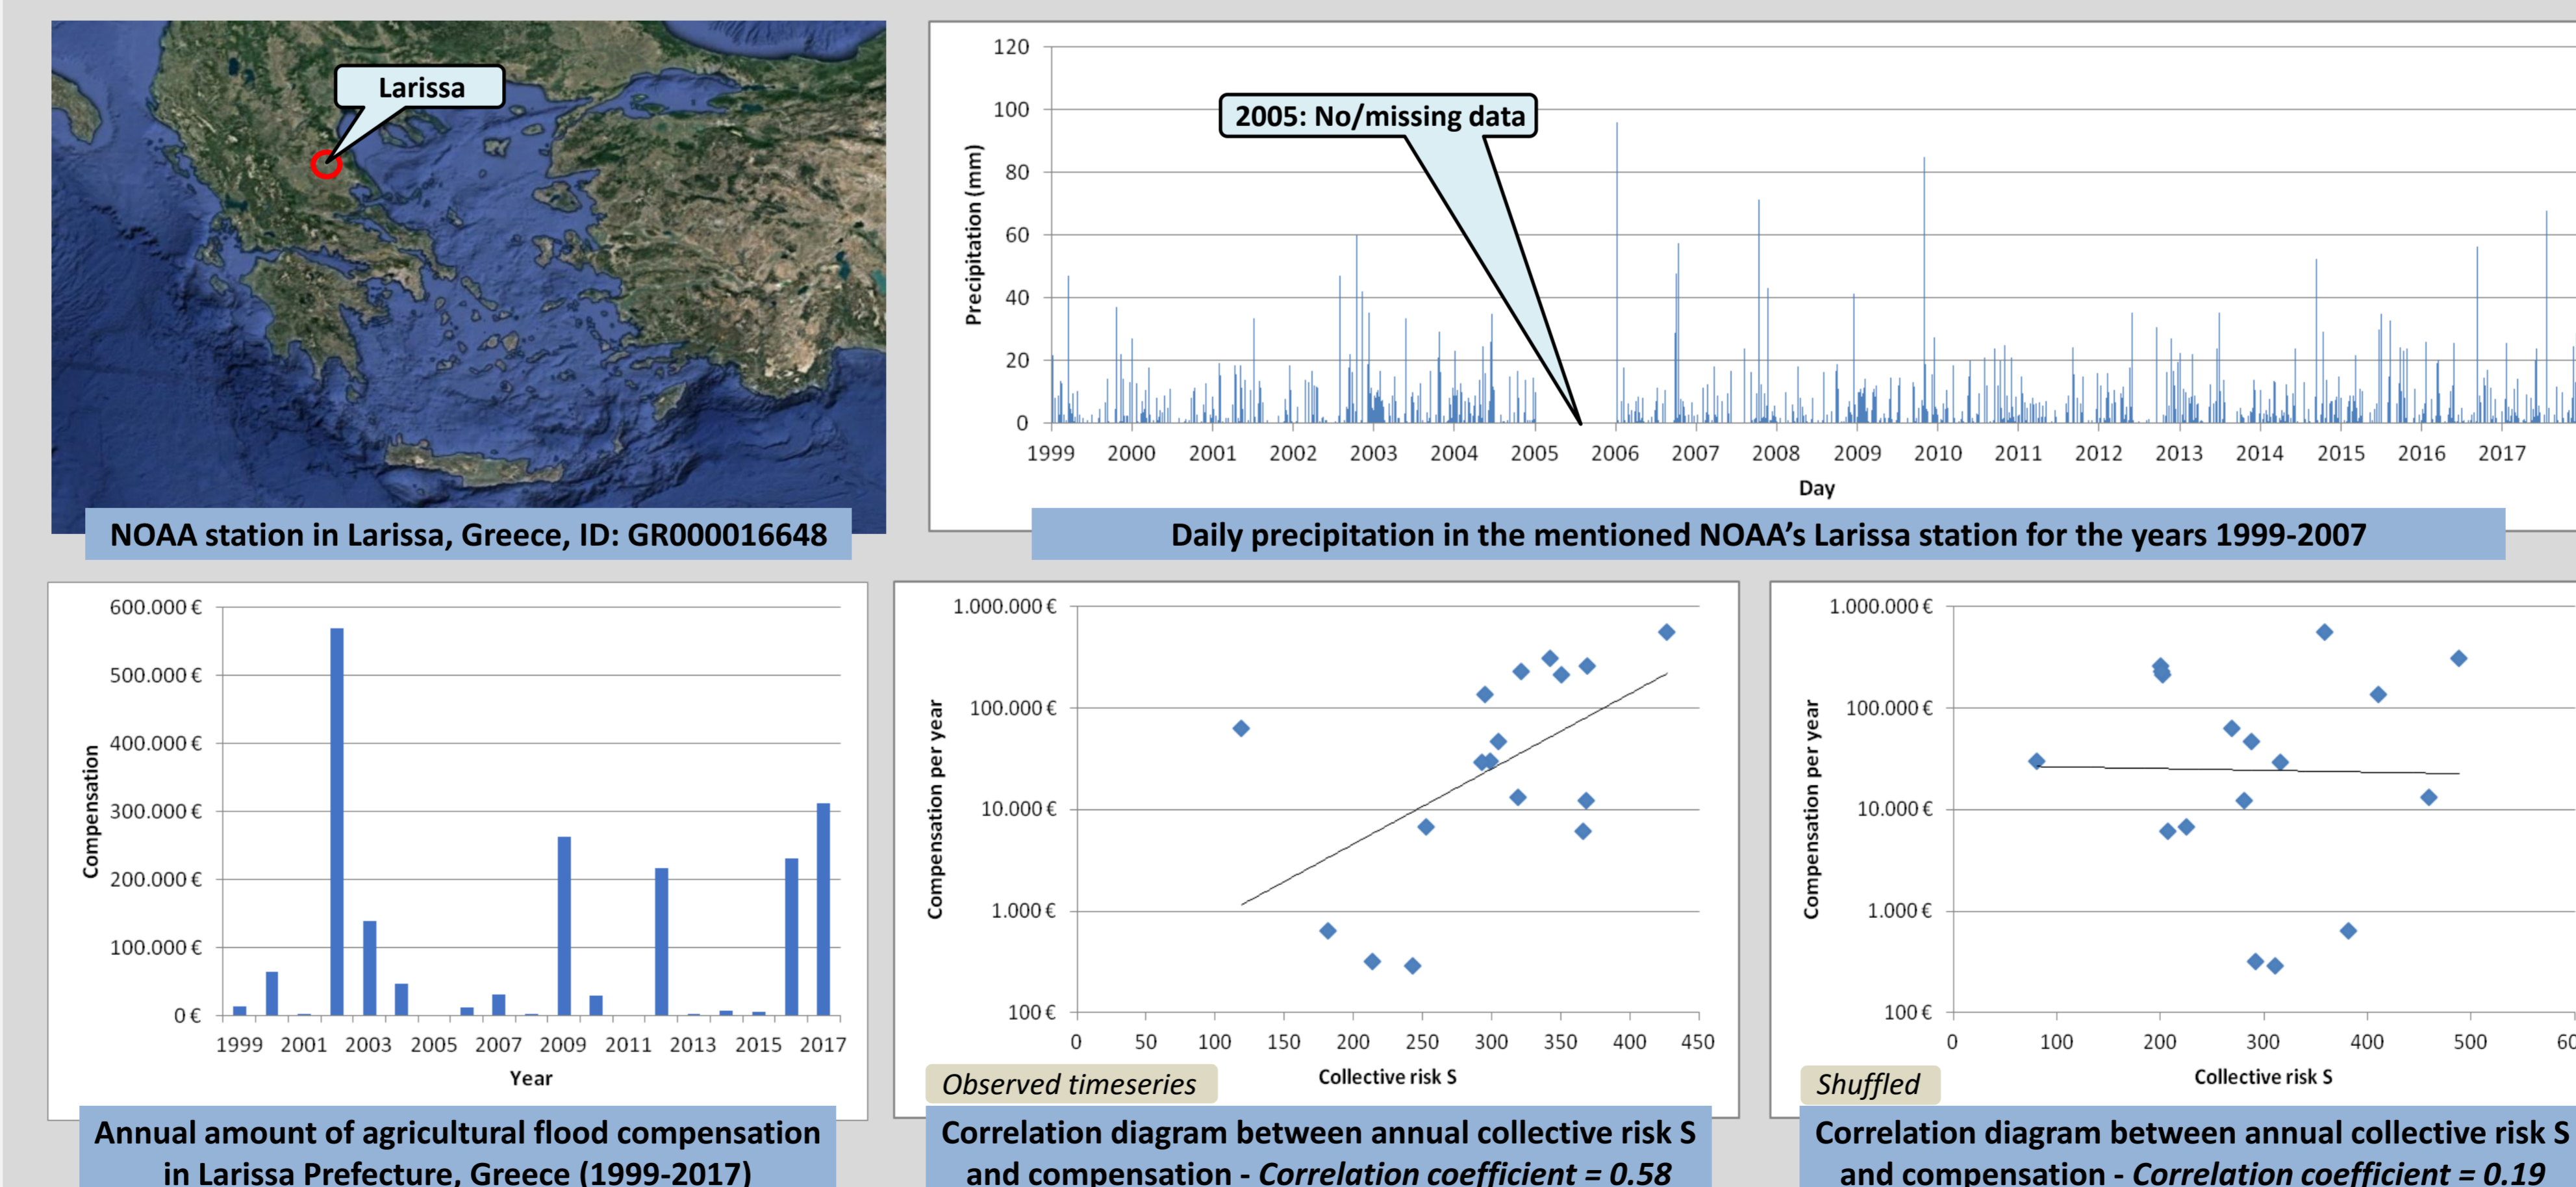 Larissa
NOAA station in Larissa, Greece, ID: GR000016648
120
100
80
60
40
20
0
Precipitation (mm)
2005: No/missing data
1999 2000 2001 2002 2003 2004 2005 2006 2007 2008 2009 2010 2011 2012 2013 2014 2015 2016 2017
Day
Daily precipitation in the mentioned NOAA's Larissa station for the years 1999-2007
600.000 €
500.000 €
400.000 €
300.000 €
200.000 €
100.000 €
0 €
Compensation
1999 2001 2003 2005 2007 2009 2011 2013 2015 2017
Year
Annual amount of agricultural flood compensation
in Larissa Prefecture, Greece (1999-2017)
1.000.000 €
100.000 €
10.000 €
1.000 €
100 €
Compensation per year
0 50 100 150 200 250 300 350 400 450
Collective risk S
Observed timeseries
Correlation diagram between annual collective risk S
and compensation - Correlation coefficient = 0.58
1.000.000 €
100.000 €
10.000 €
1.000 €
100 €
Compensation per year
0 100 200 300 400 500 60
Collective risk S
Shuffled
Correlation diagram between annual collective risk S
and compensation - Correlation coefficient = 0.19